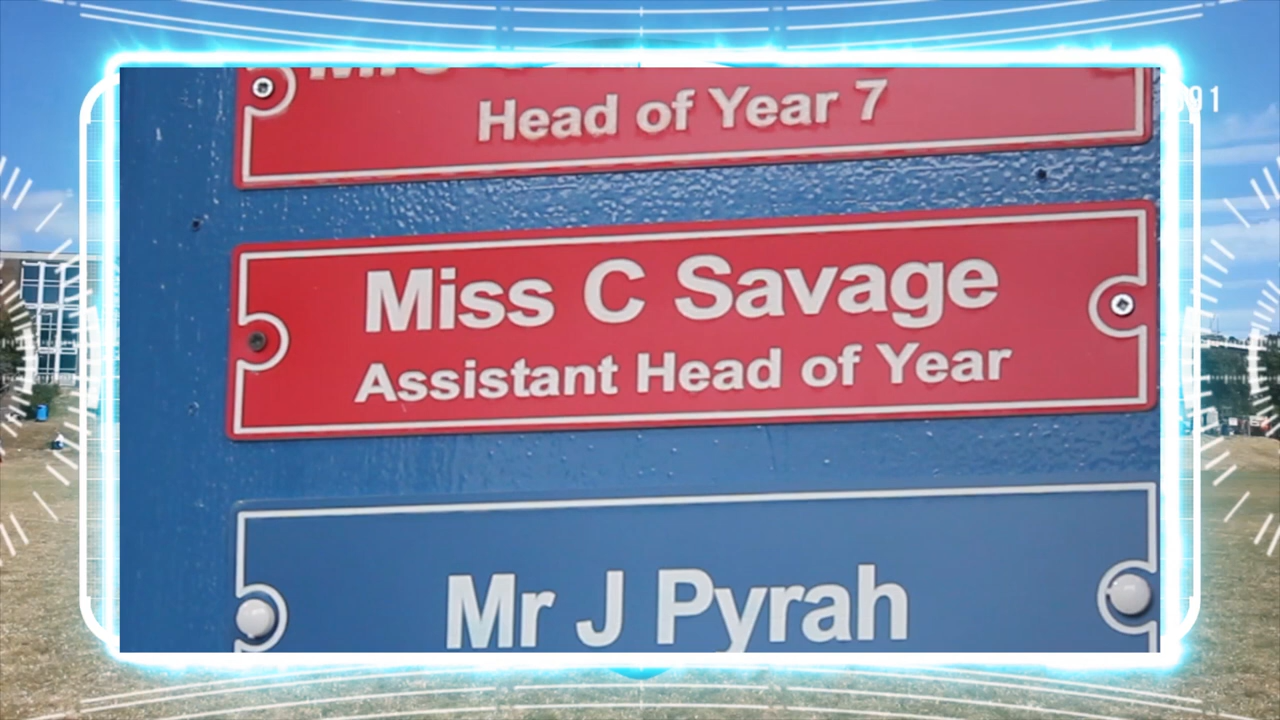 Head of Year 7
Miss C Savage
Assistant Head of Year
Mr J Pyrah